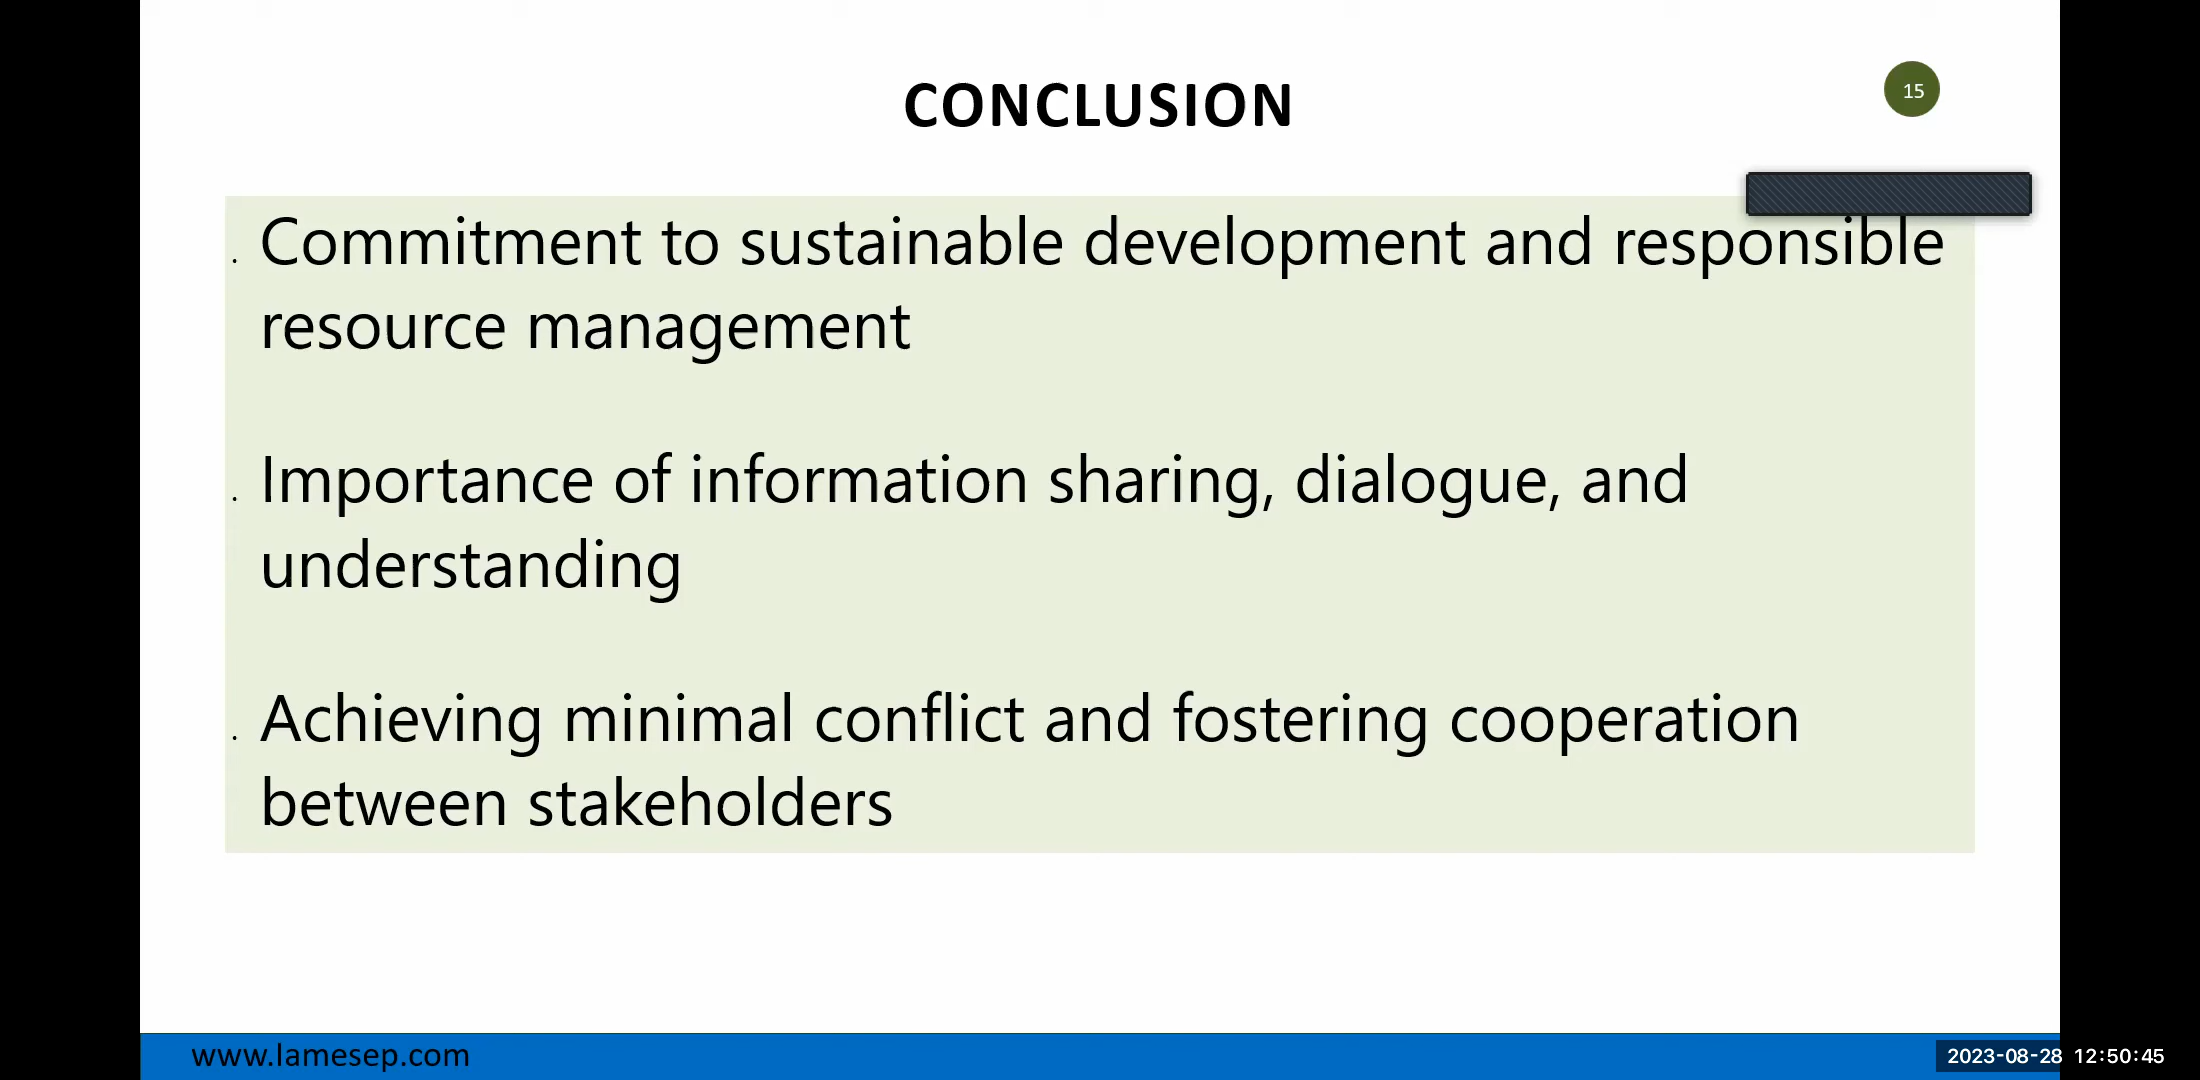 CONCLUSION
15
. Commitment to sustainable development and responsible
resource management
. Importance of information sharing, dialogue, and
understanding
. Achieving minimal conflict and fostering cooperation
between stakeholders
www.lamesep.com
2023-08-28 12:50:45